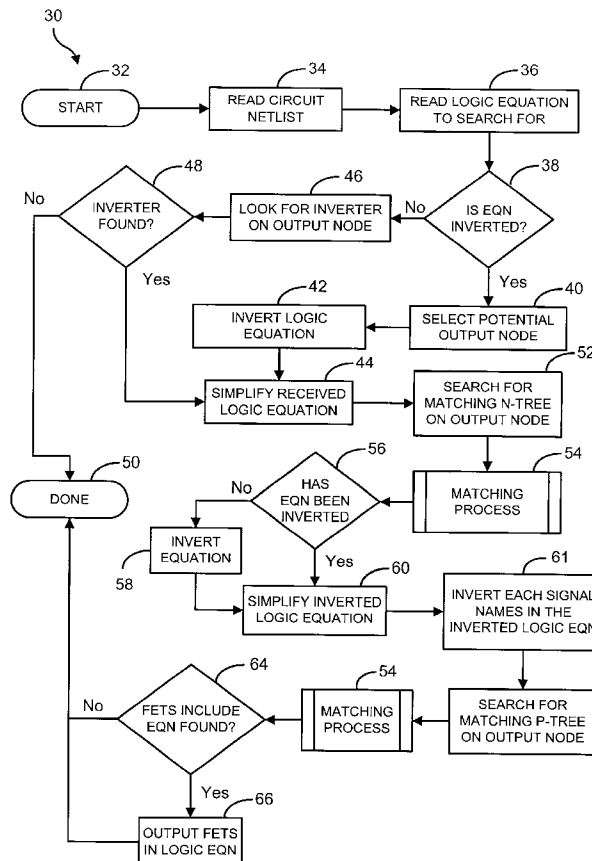 30
32
START
34
READ CIRCUIT
NETLIST
36
READ LOGIC EQUATION
TO SEARCH FOR
38
IS EQN
INVERTED?
No
Yes
46
LOOK FOR INVERTER
ON OUTPUT NODE
48
INVERTER
FOUND?
No
Yes
40
SELECT POTENTIAL
OUTPUT NODE
42
INVERT LOGIC
EQUATION
44
SIMPLIFY RECEIVED
LOGIC EQUATION
52
SEARCH FOR
MATCHING N-TREE
ON OUTPUT NODE
54
MATCHING
PROCESS
56
HAS
EQN BEEN
INVERTED
No
Yes
50
DONE
INVERT
EQUATION
58
60
SIMPLIFY INVERTED
LOGIC EQUATION
61
INVERT EACH SIGNAL
NAMES IN THE
INVERTED LOGIC EQN
SEARCH FOR
MATCHING P-TREE
ON OUTPUT NODE
54
MATCHING
PROCESS
64
FETS INCLUDE
EQN FOUND?
No
Yes
66
OUTPUT FETS
IN LOGIC EQN